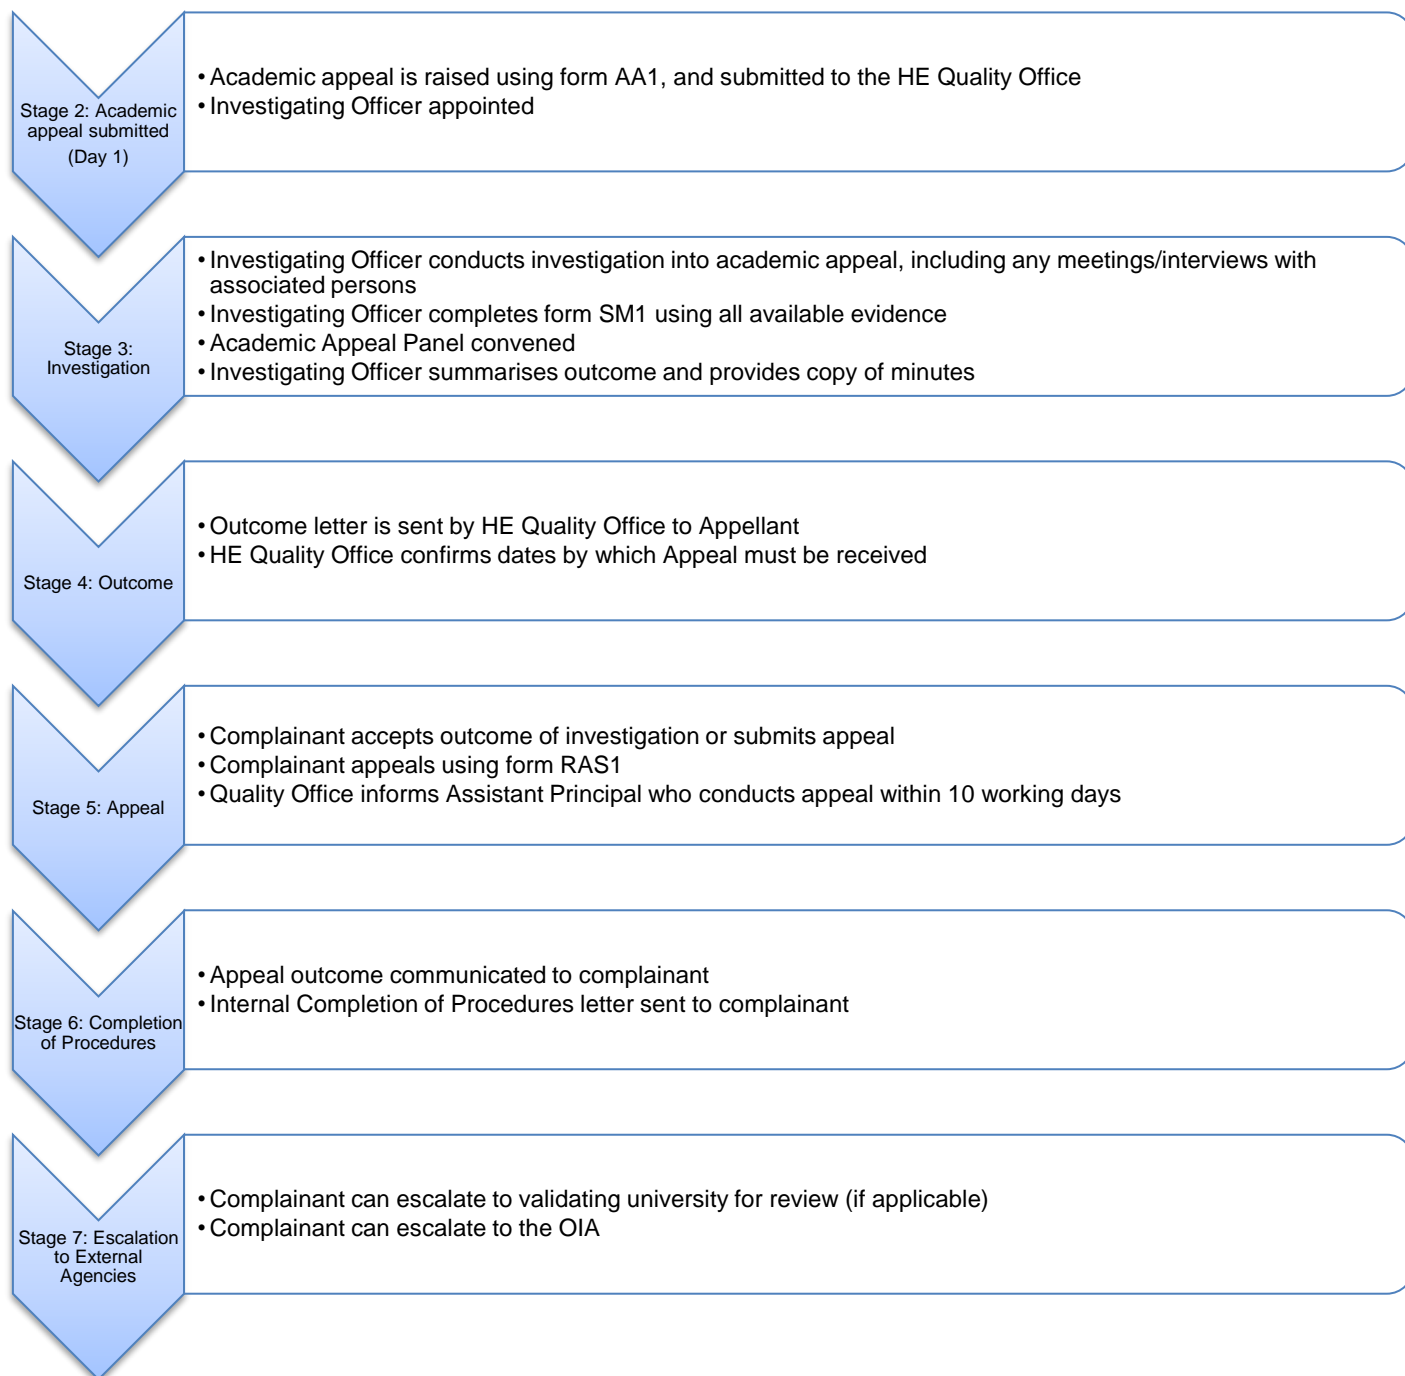 Stage 2: Academic
appeal submitted
(Day 1)
• Academic appeal is raised using form AA1, and submitted to the HE Quality Office
• Investigating Officer appointed
Stage 3:
Investigation
• Investigating Officer conducts investigation into academic appeal, including any meetings/interviews with
associated persons
• Investigating Officer completes form SM1 using all available evidence
• Academic Appeal Panel convened
• Investigating Officer summarises outcome and provides copy of minutes
Stage 4: Outcome
• Outcome letter is sent by HE Quality Office to Appellant
• HE Quality Office confirms dates by which Appeal must be received
Stage 5: Appeal
• Complainant accepts outcome of investigation or submits appeal
• Complainant appeals using form RAS1
• Quality Office informs Assistant Principal who conducts appeal within 10 working days
Stage 6: Completion
of Procedures
• Appeal outcome communicated to complainant
• Internal Completion of Procedures letter sent to complainant
Stage 7: Escalation
to External
Agencies
• Complainant can escalate to validating university for review (if applicable)
• Complainant can escalate to the OIA